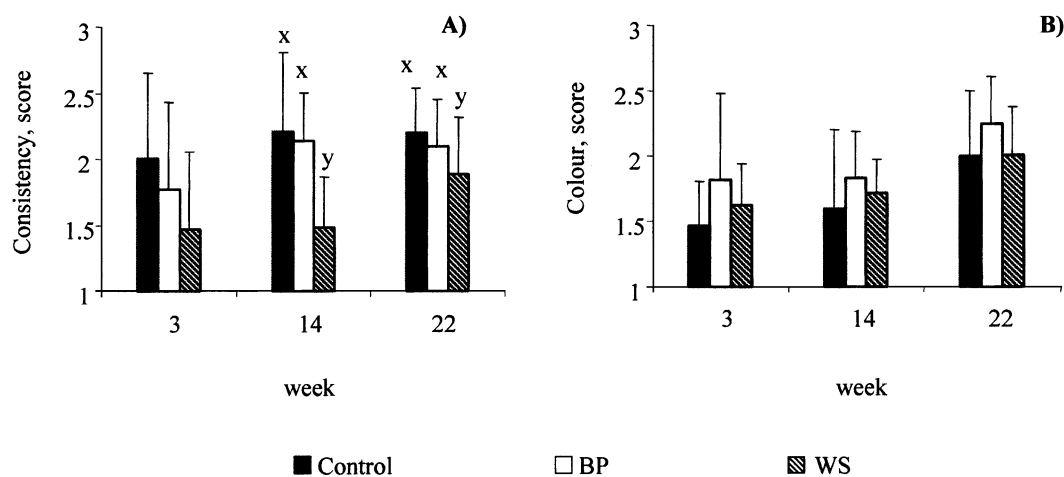 A)
3
2.5
2
1.5
1
Consistency, score
x
x
y
x
x
y
3
14
22
week
B)
3
2.5
2
1.5
1
Colour, score
3
14
22
week
Control
BP
WS